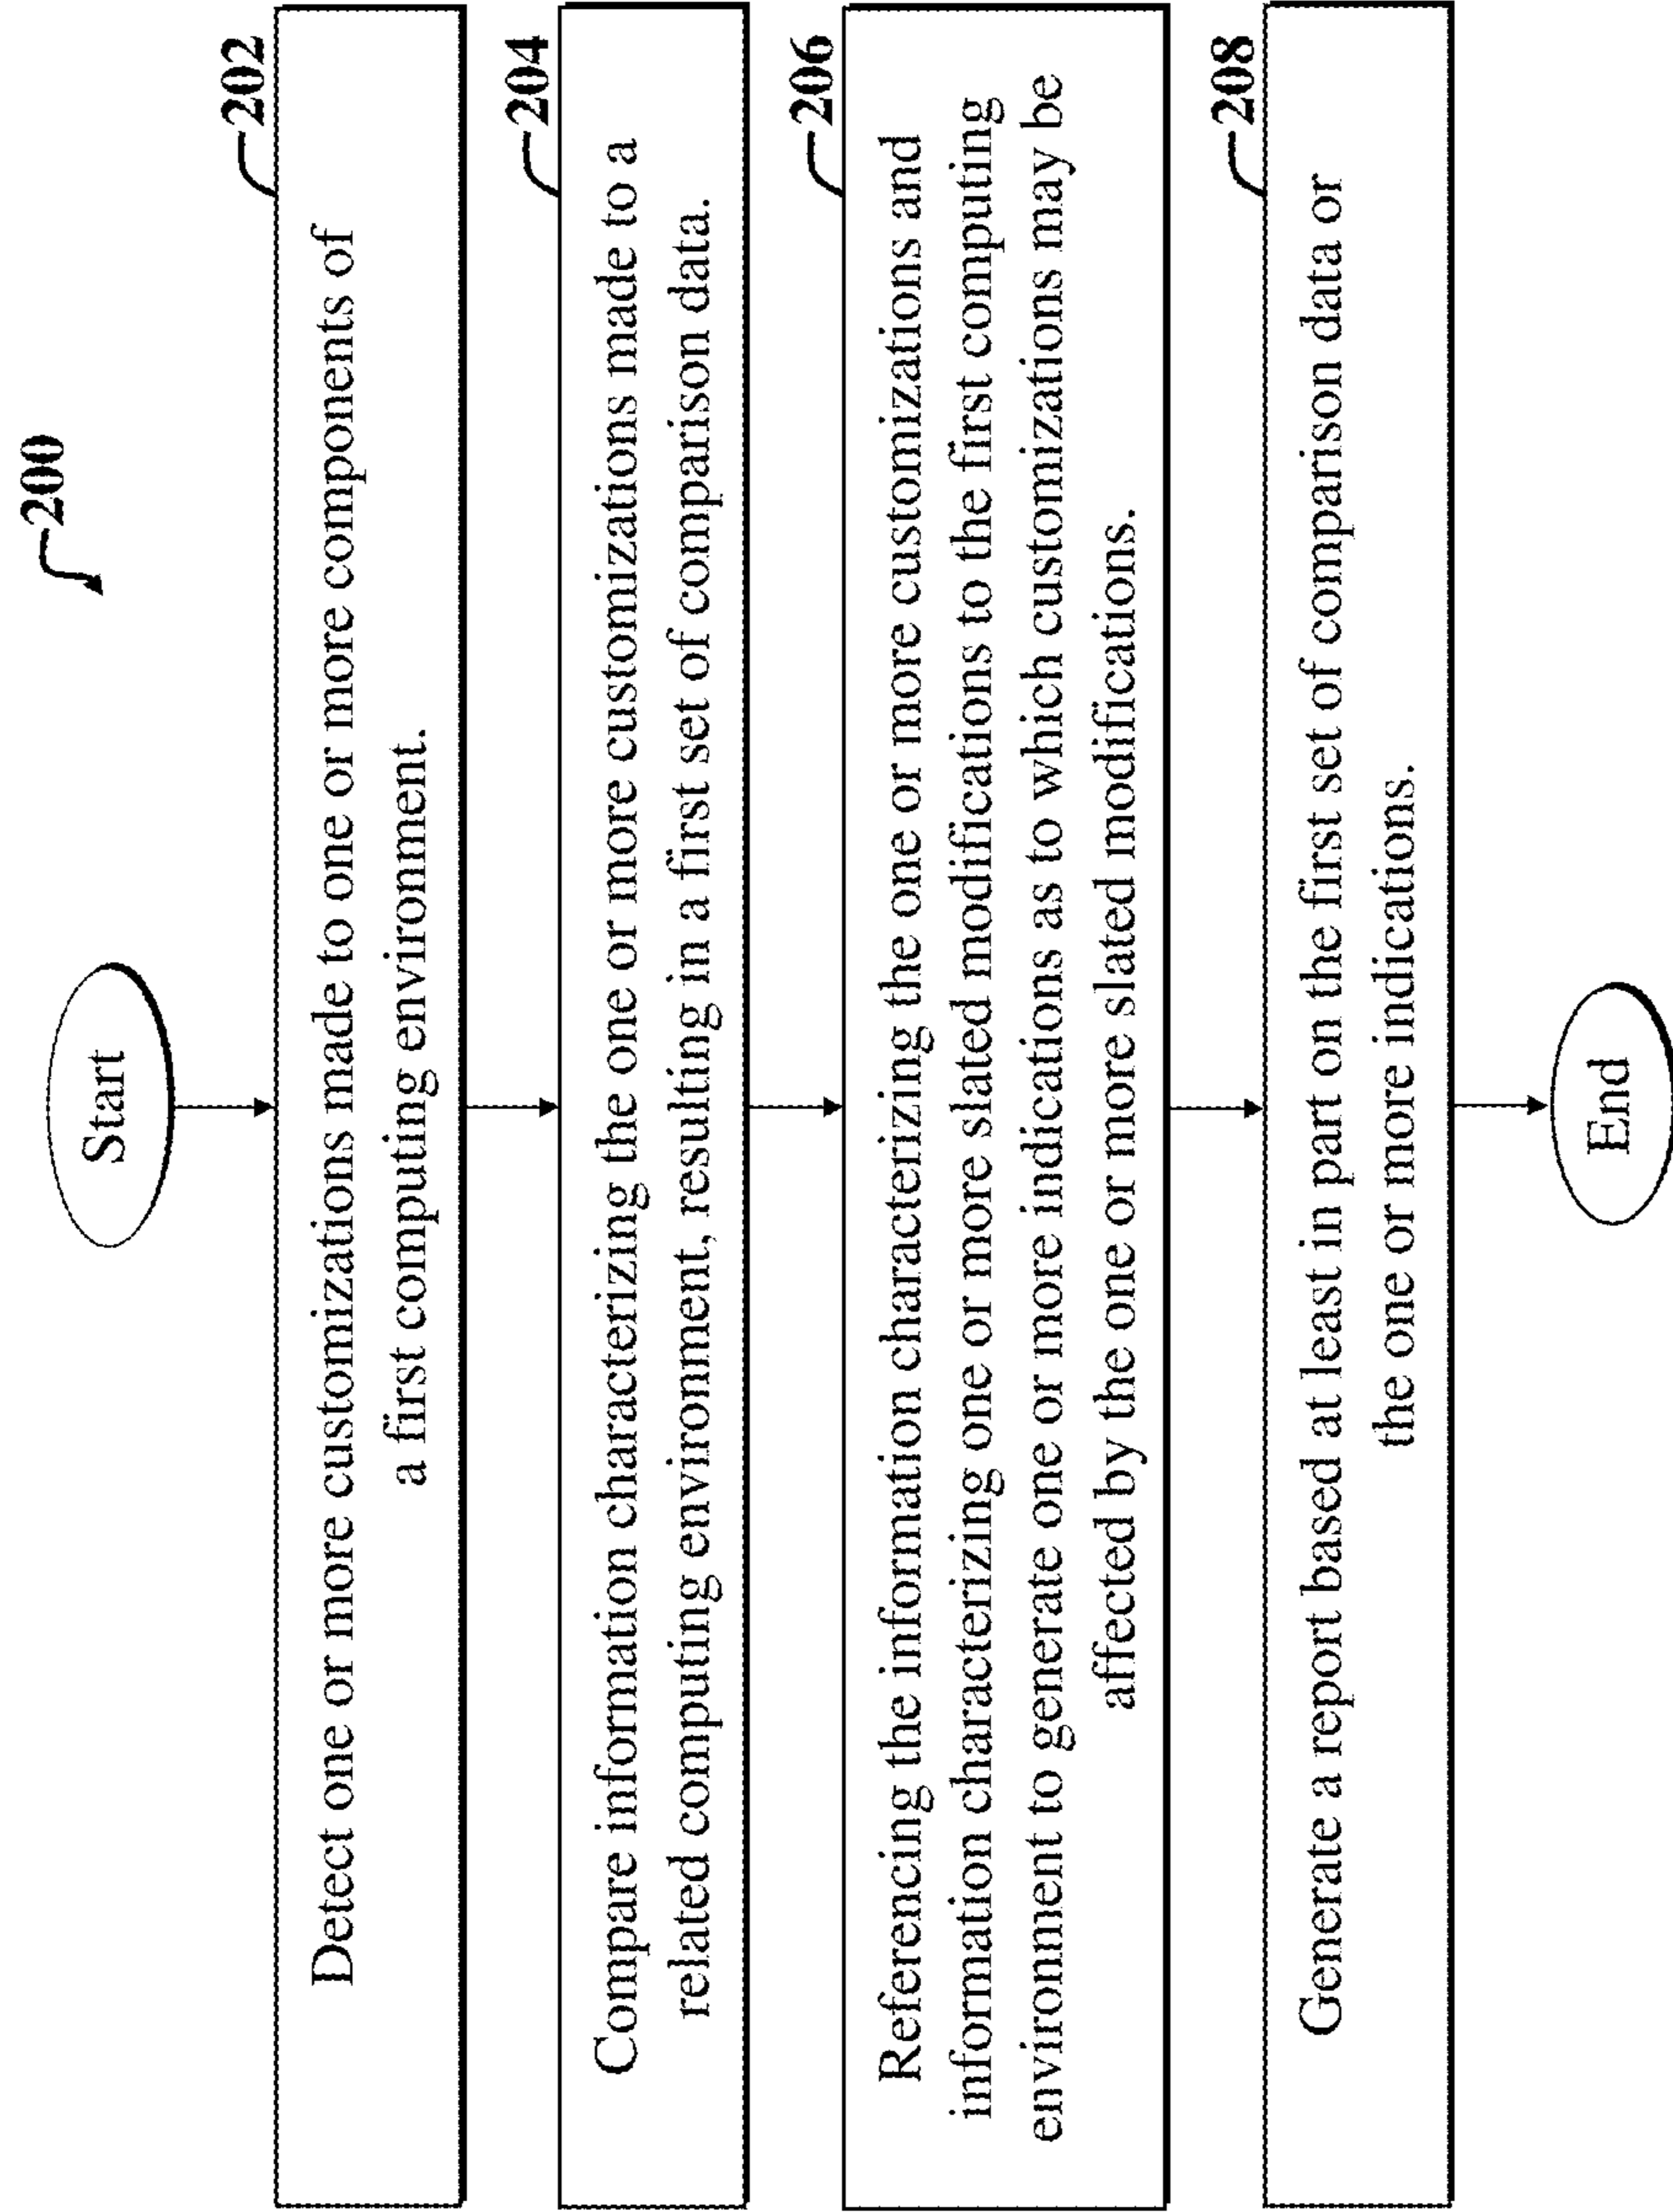 200
Start
202
Detect one or more customizations made to one or more components of
a first computing environment.
204
Compare information characterizing the one or more customizations made to a
related computing environment, resulting in a first set of comparison data.
206
Referencing the information characterizing the one or more customizations and
information characterizing one or more slated modifications to the first computing
environment to generate one or more indications as to which customizations may be
affected by the one or more slated modifications.
208
Generate a report based at least in part on the first set of comparison data or
the one or more indications.
End